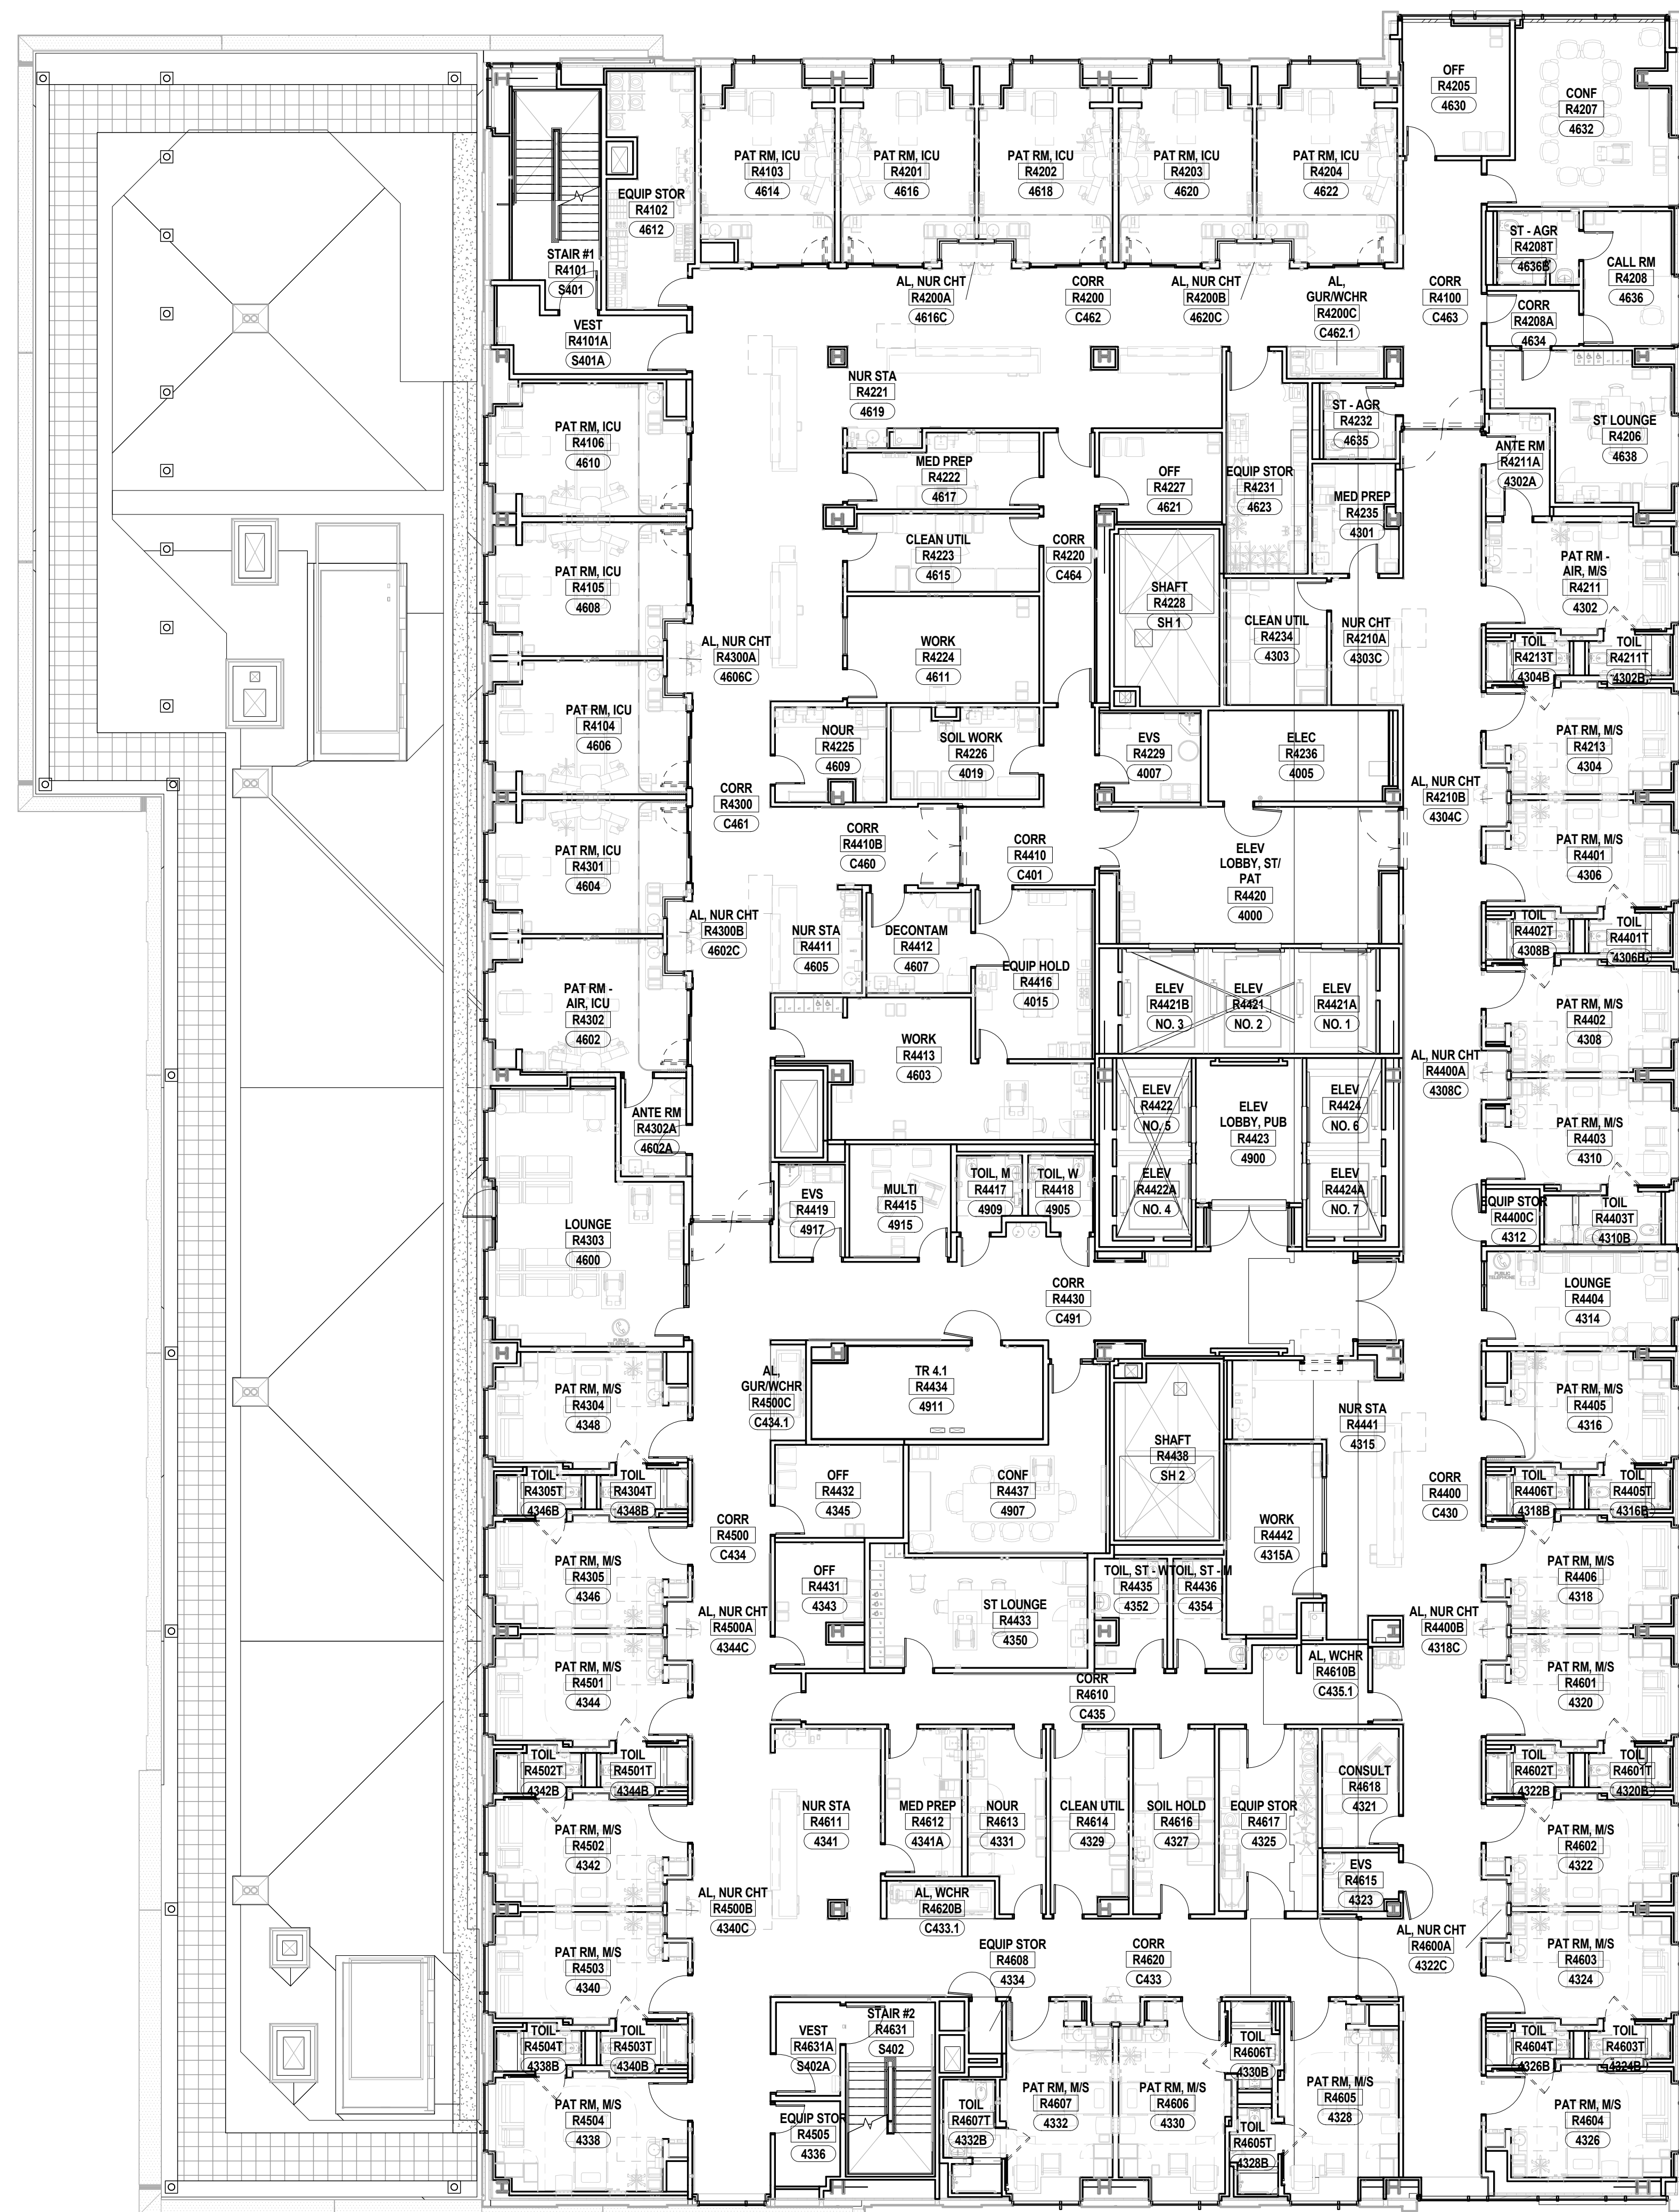 OFF
R4205
4630
CONF
R4207
4632
PAT RM, ICU
R4103
4614
PAT RM, ICU
R4201
4616
PAT RM, ICU
R4202
4618
PAT RM, ICU
R4203
4620
PAT RM, ICU
R4204
4622
EQUIP STOR
R4102
4612
STAIR #1
R4101
S401
VEST
R4101A
S401A
AL, NUR CHT
R4200A
4616C
CORR
R4200
C462
AL, NUR CHT
R4200B
4620C
AL,
GUR/WCHR
R4200C
C462.1
CORR
R4100
C463
ST - AGR
R4208T
4636B
CALL RM
R4208
4636
CORR
R4208A
4634
NUR STA
R4221
4619
ST - AGR
R4232
4635
ST LOUNGE
R4206
4638
ANTE RM
R4211A
4302A
PAT RM, ICU
R4106
4610
MED PREP
R4222
4617
OFF
R4227
4621
EQUIP STOR
R4231
4623
MED PREP
R4235
4301
CLEAN UTIL
R4223
4615
CORR
R4220
C464
PAT RM, ICU
R4105
4608
SHAFT
R4228
SH 1
PAT RM -
AIR, M/S
R4211
4302
CLEAN UTIL
R4234
4303
NUR CHT
R4210A
4303C
AL, NUR CHT
R4300A
4606C
WORK
R4224
4611
TOIL
R4213T
4304B
TOIL
R4211T
4302B
PAT RM, ICU
R4104
4606
NOUR
R4225
4609
SOIL WORK
R4226
4019
EVS
R4229
4007
ELEC
R4236
4005
PAT RM, M/S
R4213
4304
CORR
R4300
C461
AL, NUR CHT
R4210B
4304C
PAT RM, ICU
R4301
4604
CORR
R4410B
C460
CORR
R4410
C401
ELEV
LOBBY, ST/
PAT
R4420
4000
PAT RM, M/S
R4401
4306
AL, NUR CHT
R4300B
4602C
NUR STA
R4411
4605
DECONTAM
R4412
4607
EQUIP HOLD
R4416
4015
TOIL
R4402T
4308B
TOIL
R4401T
4306B
PAT RM -
AIR, ICU
R4302
4602
ELEV
R4421B
NO. 3
ELEV
R4421
NO. 2
ELEV
R4421A
NO. 1
PAT RM, M/S
R4402
4308
WORK
R4413
4603
AL, NUR CHT
R4400A
4308C
ANTE RM
R4302A
4602A
ELEV
R4422
NO. 5
ELEV
LOBBY, PUB
R4423
4900
ELEV
R4424
NO. 6
PAT RM, M/S
R4403
4310
EVS
R4419
4917
MULTI
R4415
4915
TOIL, M
R4417
4909
TOIL, W
R4418
4905
ELEV
R4422A
NO. 4
ELEV
R4424A
NO. 7
EQUIP STOR
R4400C
4312
TOIL
R4403T
4310B
LOUNGE
R4303
4600
PUBLIC
TELEPHONE
CORR
R4430
C491
PUBLIC
TELEPHONE
LOUNGE
R4404
4314
PAT RM, M/S
R4304
4348
AL,
GUR/WCHR
R4500C
C434.1
TR 4.1
R4434
4911
NUR STA
R4441
4315
PAT RM, M/S
R4405
4316
SHAFT
R4438
SH 2
TOIL
R4305T
4346B
TOIL
R4304T
4348B
OFF
R4432
4345
CONF
R4437
4907
CORR
R4400
C430
TOIL
R4406T
4318B
TOIL
R4405T
4316B
CORR
R4500
C434
WORK
R4442
4315A
PAT RM, M/S
R4305
4346
OFF
R4431
4343
ST LOUNGE
R4433
4350
TOIL, ST - W
R4435
4352
TOIL, ST - M
R4436
4354
PAT RM, M/S
R4406
4318
AL, NUR CHT
R4500A
4344C
AL, NUR CHT
R4400B
4318C
PAT RM, M/S
R4501
4344
CORR
R4610
C435
AL, WCHR
R4610B
C435.1
PAT RM, M/S
R4601
4320
TOIL
R4502T
4342B
TOIL
R4501T
4344B
TOIL
R4602T
4322B
TOIL
R4601T
4320B
NUR STA
R4611
4341
MED PREP
R4612
4341A
NOUR
R4613
4331
CLEAN UTIL
R4614
4329
SOIL HOLD
R4616
4327
EQUIP STOR
R4617
4325
CONSULT
R4618
4321
PAT RM, M/S
R4502
4342
PAT RM, M/S
R4602
4322
EVS
R4615
4323
AL, NUR CHT
R4500B
4340C
AL, WCHR
R4620B
C433.1
AL, NUR CHT
R4600A
4322C
PAT RM, M/S
R4503
4340
EQUIP STOR
R4608
4334
CORR
R4620
C433
PAT RM, M/S
R4603
4324
TOIL
R4504T
4338B
TOIL
R4503T
4340B
VEST
R4631A
S402A
STAIR #2
R4631
S402
TOIL
R4606T
4330B
TOIL
R4604T
4326B
TOIL
R4603T
4324B
PAT RM, M/S
R4504
4338
EQUIP STOR
R4505
4336
TOIL
R4607T
4332B
PAT RM, M/S
R4607
4332
PAT RM, M/S
R4606
4330
TOIL
R4605T
4328B
PAT RM, M/S
R4605
4328
PAT RM, M/S
R4604
4326